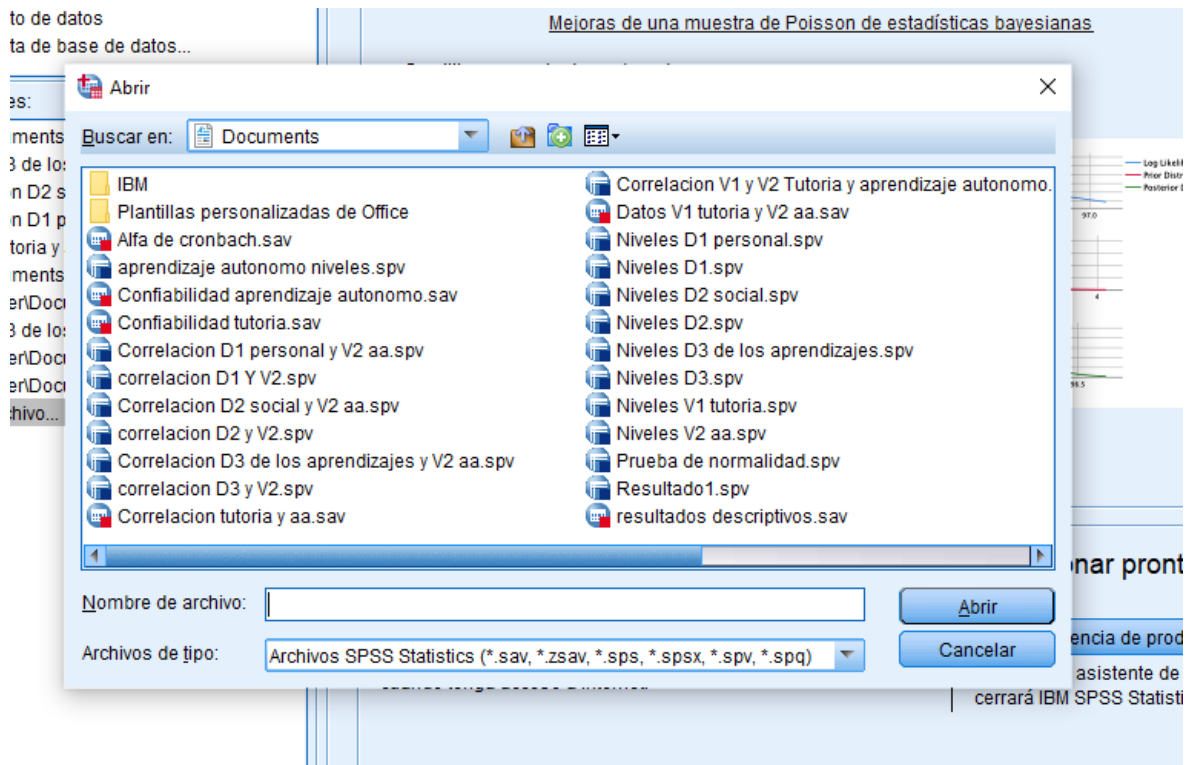 to de datos
ta de base de datos...
Mejoras de una muestra de Poisson de estadísticas bayesianas
es:
ments
3 de los
n D2 s
n D1 p
toria y
ments
er\Docu
3 de los
er\Docu
er\Docu
chivo...
Abrir
Buscar en: Documents
IBM
Plantillas personalizadas de Office
Alfa de cronbach.sav
aprendizaje autonomo niveles.spv
Confiabilidad aprendizaje autonomo.sav
Confiabilidad tutoria.sav
Correlacion D1 personal y V2 aa.spv
correlacion D1 Y V2.spv
Correlacion D2 social y V2 aa.spv
correlacion D2 y V2.spv
Correlacion D3 de los aprendizajes y V2 aa.spv
correlacion D3 y V2.spv
Correlacion tutoria y aa.sav
Correlacion V1 y V2 Tutoria y aprendizaje autonomo.
Datos V1 tutoria y V2 aa.sav
Niveles D1 personal.spv
Niveles D1.spv
Niveles D2 social.spv
Niveles D2.spv
Niveles D3 de los aprendizajes.spv
Niveles D3.spv
Niveles V1 tutoria.spv
Niveles V2 aa.spv
Prueba de normalidad.spv
Resultado1.spv
resultados descriptivos.sav
Nombre de archivo:
Abrir
Archivos de tipo: Archivos SPSS Statistics (*.sav, *.zsav, *.sps, *.spsx, *.spv, *.spq)
Cancelar
Log Likeli
Prior Distr
Posterior D
97.0
4
98.5
nar pront
encia de prod
asistente de
cerrará IBM SPSS Statisti